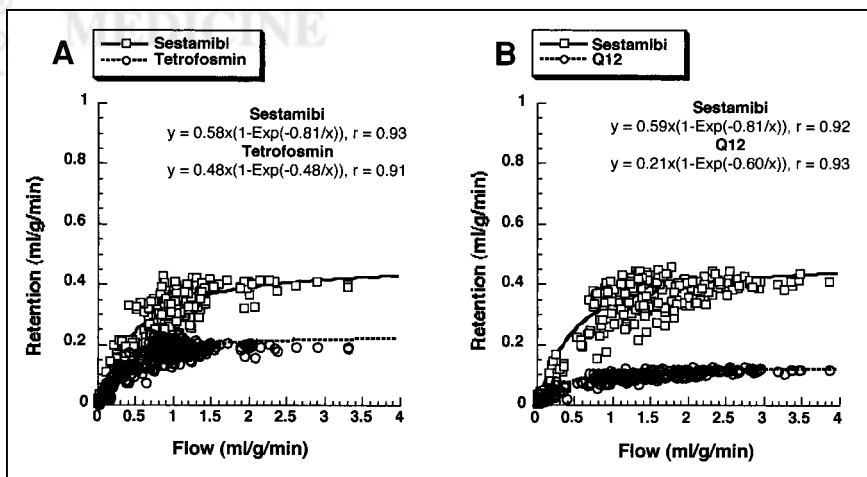 MEDICINE
A
Sestamibi
Tetrofosmin
Sestamibi
y = 0.58x(1-Exp(-0.81/x)), r = 0.93
Tetrofosmin
y = 0.48x(1-Exp(-0.48/x)), r = 0.91
1
0.8
0.6
0.4
0.2
0
Retention (ml/g/min)
0 0.5 1 1.5 2 2.5 3 3.5 4
Flow (ml/g/min)
B
Sestamibi
Q12
Sestamibi
y = 0.59x(1-Exp(-0.81/x)), r = 0.92
Q12
y = 0.21x(1-Exp(-0.60/x)), r = 0.93
1
0.8
0.6
0.4
0.2
0
Retention (ml/g/min)
0 0.5 1 1.5 2 2.5 3 3.5 4
Flow (ml/g/min)